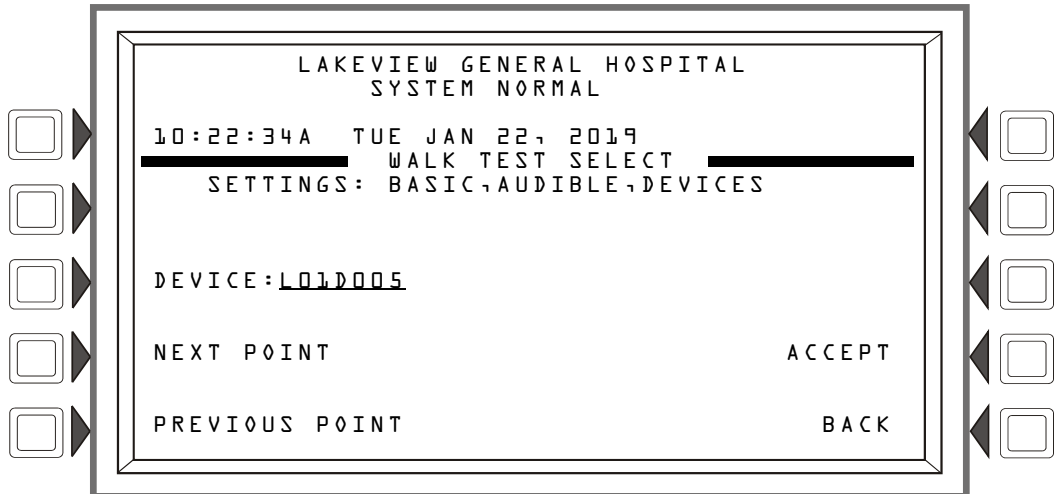 LAKEVIEW GENERAL HOSPITAL
SYSTEM NORMAL
10:22:34A TUE JAN 22, 2019
WALK TEST SELECT
SETTINGS: BASIC,AUDIBLE,DEVICES
DEVICE:L01D005
NEXT POINT ACCEPT
PREVIOUS POINT BACK